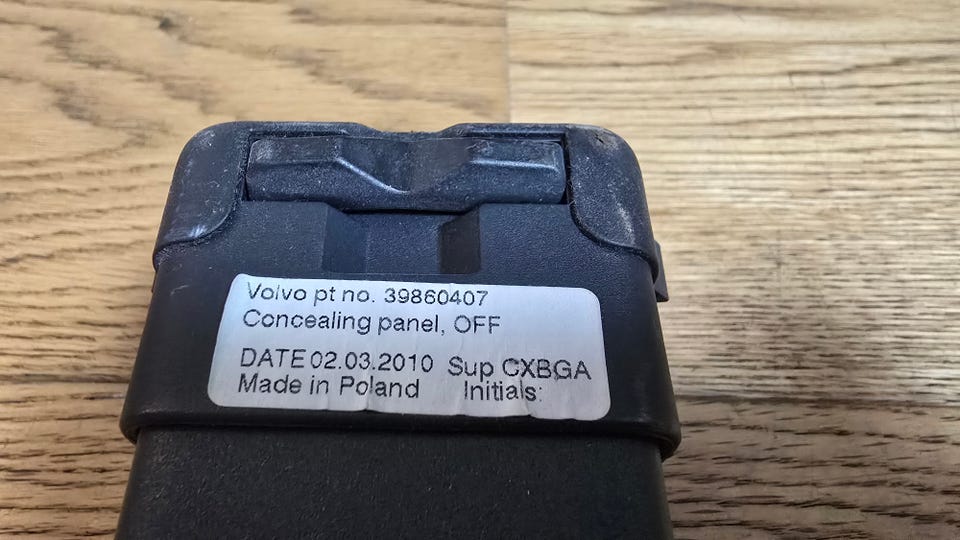 Volvo pt no. 39860407
Concealing panel, OFF
DATE 02.03.2010 Sup CXBGA
Made in Poland Initials: